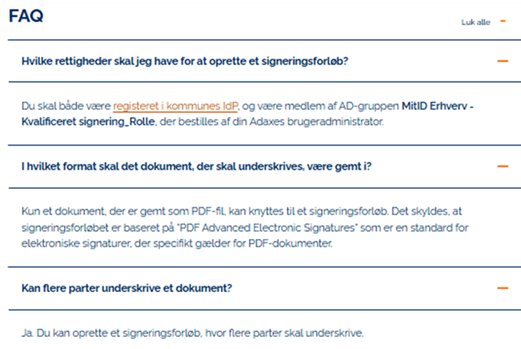 FAQ
Luk alle
Hvilke rettigheder skal jeg have for at oprette et signeringsforløb?
Du skal både være registeret i kommunes IdP, og være medlem af AD-gruppen MitID Erhverv -
Kvalificeret signering_Rolle, der bestilles af din Adaxes brugeradministrator.
I hvilket format skal det dokument, der skal underskrives, være gemt i?
Kun et dokument, der er gemt som PDF-fil, kan knyttes til et signeringsforløb. Det skyldes, at
signeringsforløbet er baseret på "PDF Advanced Electronic Signatures" som er en standard for
elektroniske signaturer, der specifikt gælder for PDF-dokumenter.
Kan flere parter underskrive et dokument?
Ja. Du kan oprette et signeringsforløb, hvor flere parter skal underskrive.